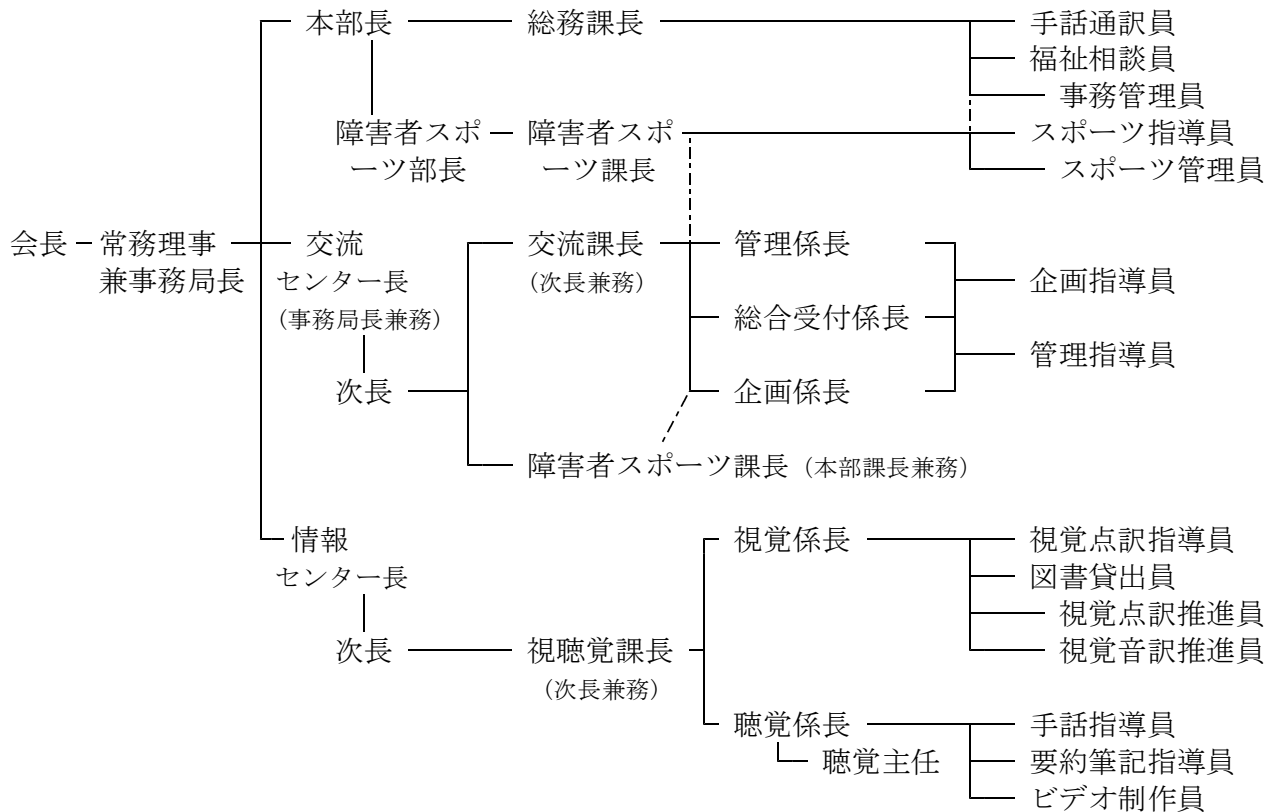 本部長 総務課長 手話通訳員
福祉相談員
事務管理員
障害者スポ 障害者スポ スポーツ指導員
ーツ部長 ーツ課長 スポーツ管理員
会長 常務理事 交流 交流課長 管理係長
兼事務局長 センター長 (次長兼務) 企画指導員
(事務局長兼務) 総合受付係長
管理指導員
次長 企画係長
障害者スポーツ課長(本部課長兼務)
情報 視覚係長 視覚点訳指導員
センター長 図書貸出員
視覚点訳推進員
次長 視聴覚課長 視覚音訳推進員
(次長兼務)
聴覚係長 手話指導員
聴覚主任 要約筆記指導員
ビデオ制作員